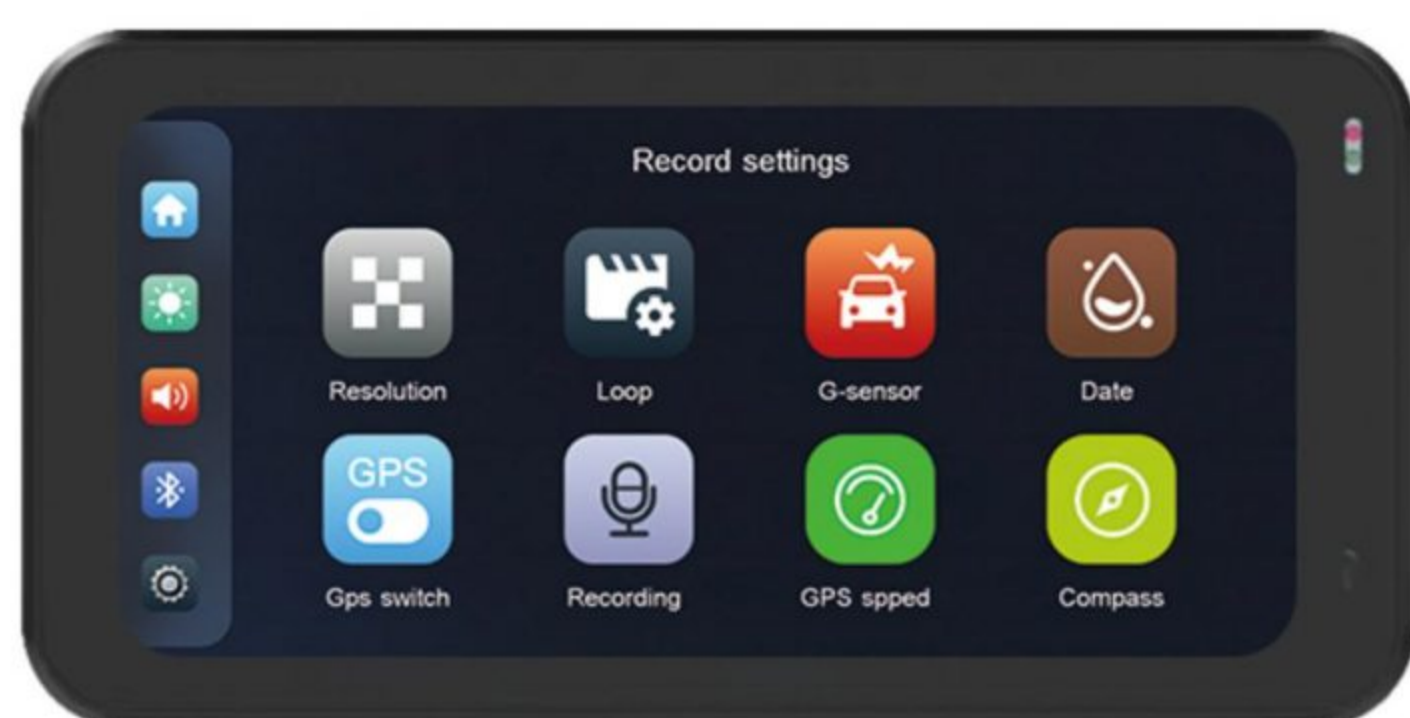 Record settings
Resolution
Loop
G-sensor
Date
GPS
Gps switch
Recording
GPS spped
Compass